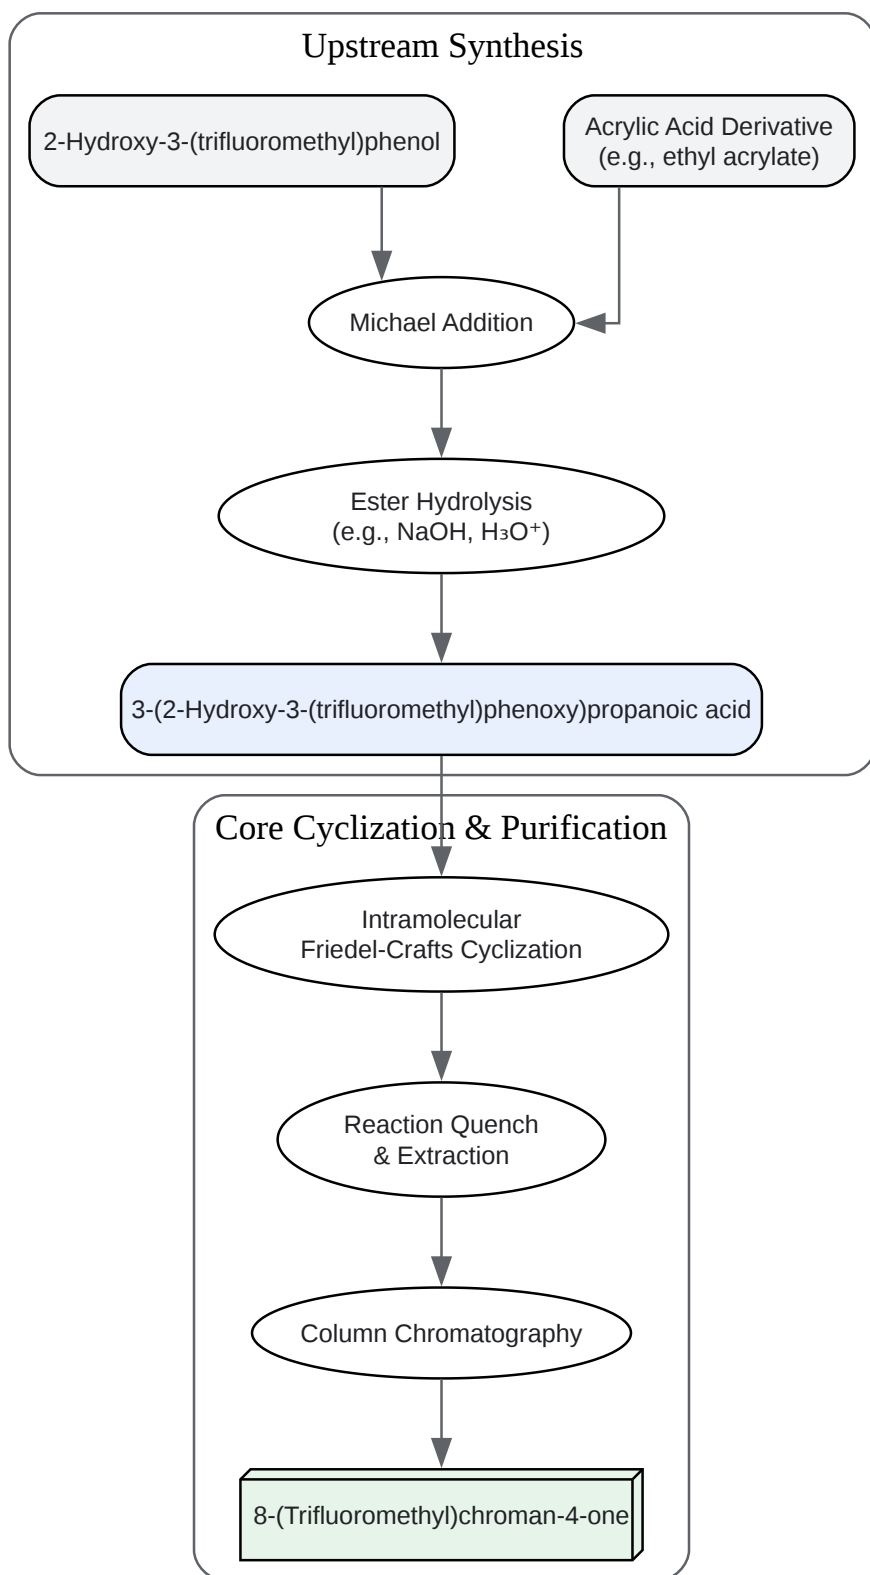 Upstream Synthesis
2-Hydroxy-3-(trifluoromethyl)phenol
Acrylic Acid Derivative
(e.g., ethyl acrylate)
Michael Addition
Ester Hydrolysis
(e.g., NaOH, H₃O⁺)
3-(2-Hydroxy-3-(trifluoromethyl)phenoxy)propanoic acid
Core Cyclization & Purification
Intramolecular
Friedel-Crafts Cyclization
Reaction Quench
& Extraction
Column Chromatography
8-(Trifluoromethyl)chroman-4-one